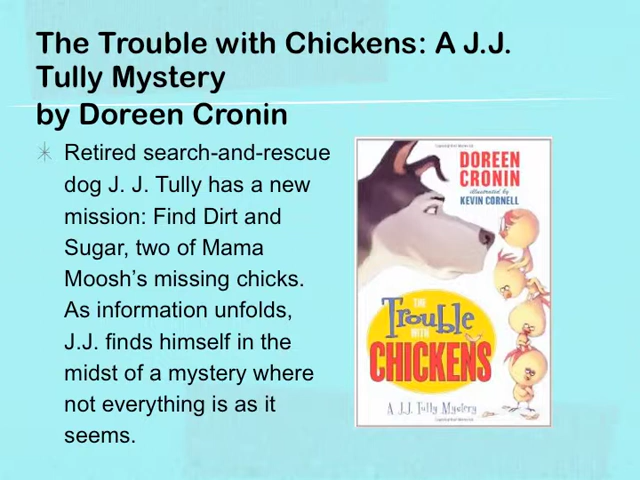 The Trouble with Chickens: A J.J.
Tully Mystery
by Doreen Cronin
Retired search-and-rescue
dog J. J. Tully has a new
mission: Find Dirt and
Sugar, two of Mama
Moosh's missing chicks.
As information unfolds,
J.J. finds himself in the
midst of a mystery where
not everything is as it
seems.
DOREEN
CRONIN
illustrated by
KEVIN CORNELL
THE
Trouble
WITH
CHICKENS
A J.J. Tully Mystery